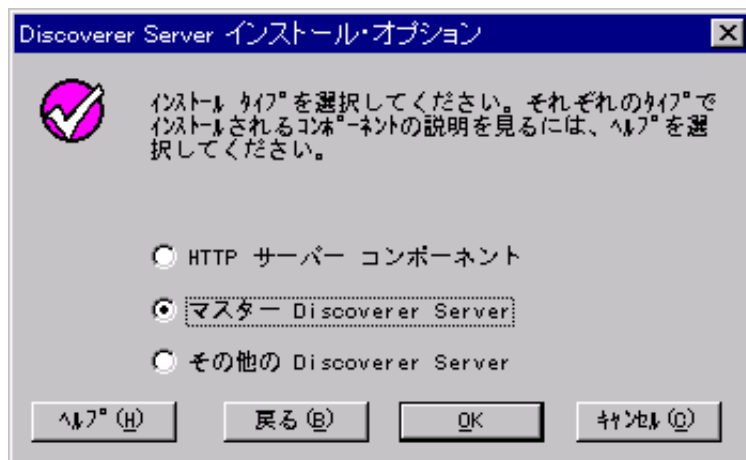 Discoverer Server インストール・オプション
ｲﾝｽﾄｰﾙ ﾀｲﾌﾟを選択してください。それぞれのﾀｲﾌﾟで
ｲﾝｽﾄｰﾙされるｺﾝﾎﾟｰﾈﾝﾄの説明を見るには、ﾍﾙﾌﾟを選
択してください。
HTTP サーバー コンポーネント
マスター Discoverer Server
その他の Discoverer Server
ﾍﾙﾌﾟ(H) 戻る(B) OK ｷｬﾝｾﾙ(C)